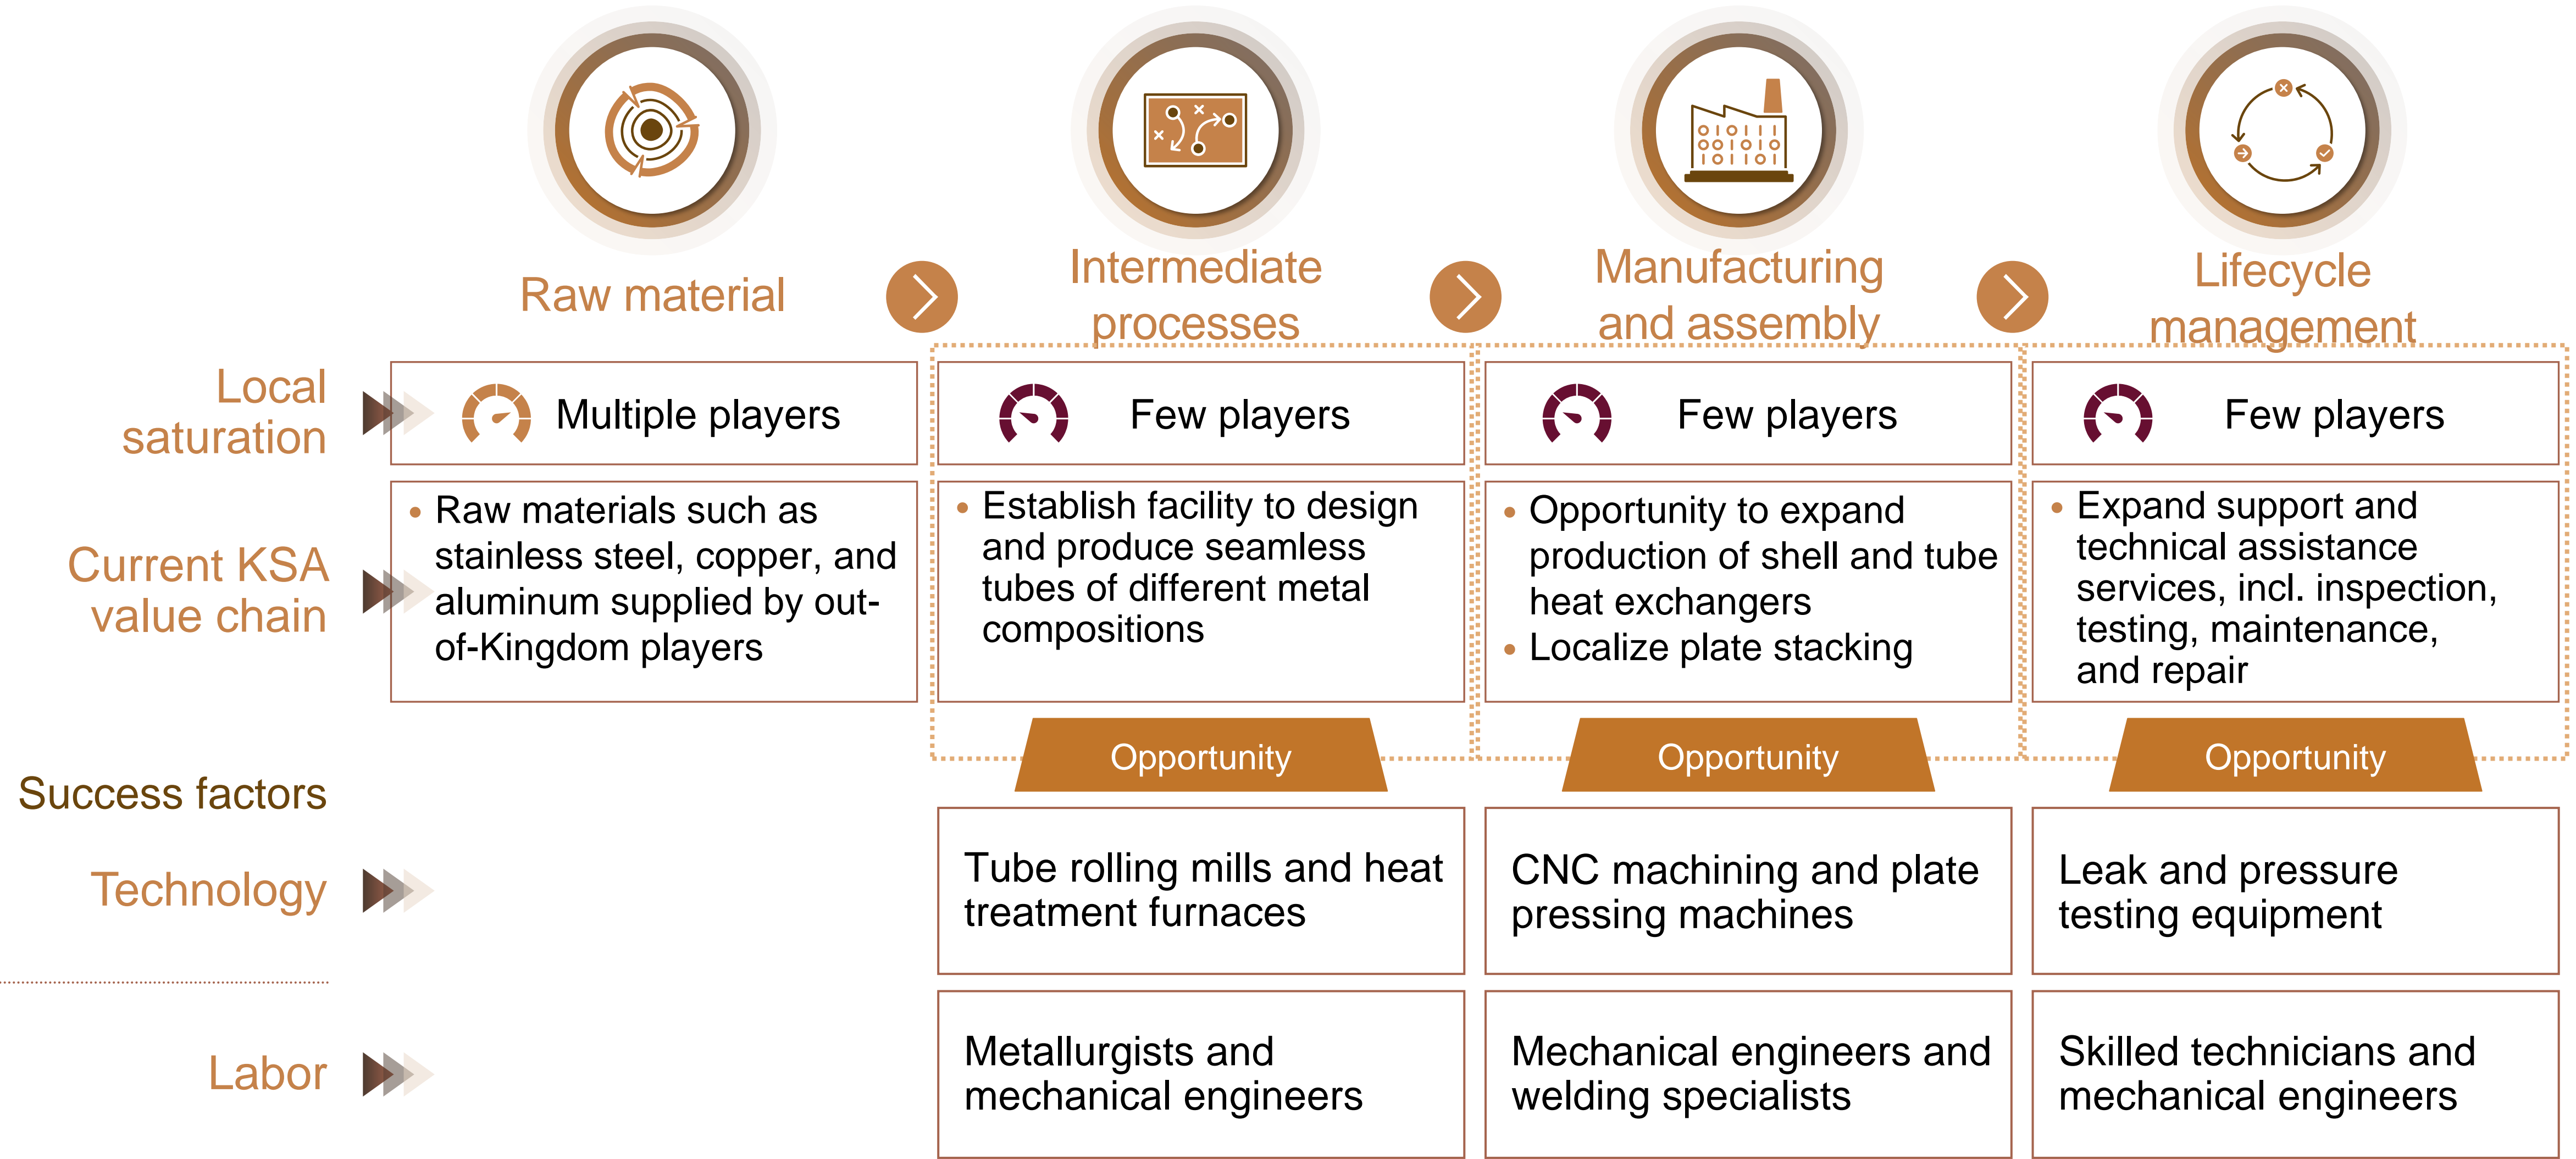 Raw material
Intermediate
processes
Manufacturing
and assembly
Lifecycle
management
Local
saturation
Multiple players
Few players
Few players
Few players
Current KSA
value chain
• Raw materials such as
stainless steel, copper, and
aluminum supplied by out-
of-Kingdom players
• Establish facility to design
and produce seamless
tubes of different metal
compositions
• Opportunity to expand
production of shell and tube
heat exchangers
• Localize plate stacking
• Expand support and
technical assistance
services, incl. inspection,
testing, maintenance,
and repair
Opportunity
Opportunity
Opportunity
Success factors
Technology
Tube rolling mills and heat
treatment furnaces
CNC machining and plate
pressing machines
Leak and pressure
testing equipment
Labor
Metallurgists and
mechanical engineers
Mechanical engineers and
welding specialists
Skilled technicians and
mechanical engineers